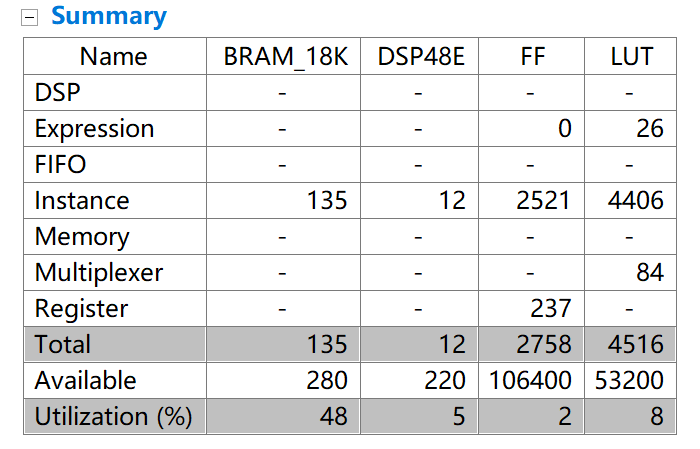 Summary
Name BRAM_18K DSP48E FF LUT
DSP - - - -
Expression - - 0 26
FIFO - - - -
Instance 135 12 2521 4406
Memory - - - -
Multiplexer - - - 84
Register - - 237 -
Total 135 12 2758 4516
Available 280 220 106400 53200
Utilization (%) 48 5 2 8